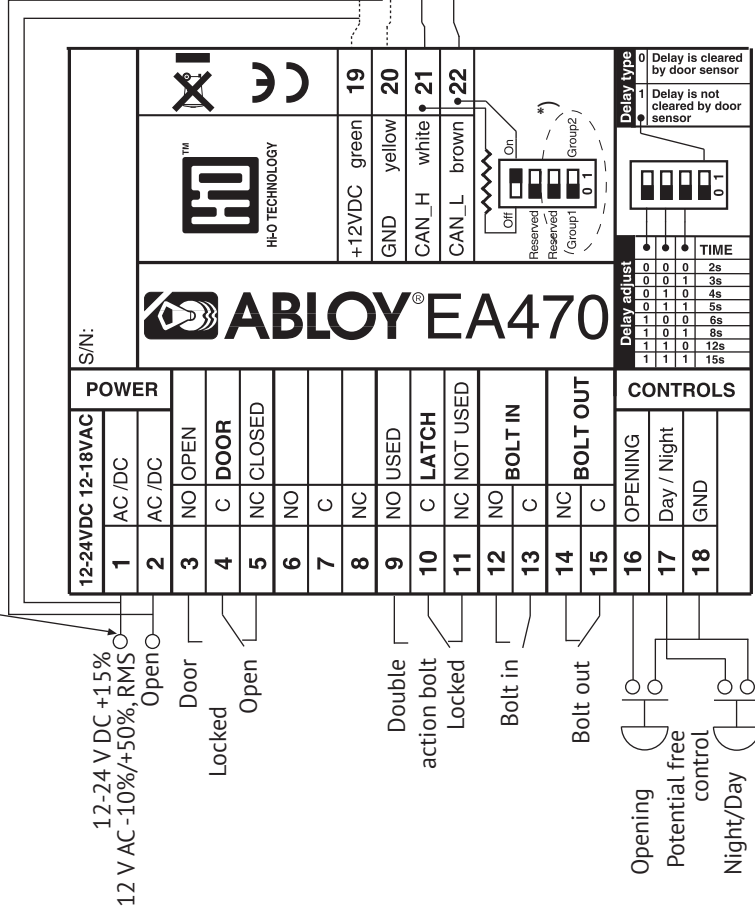 S/N:
HI-O TECHNOLOGY
TM
ABLOY® EA470
19 +12VDC green
20 GND yellow
21 CAN_H white
22 CAN_L brown
On
Off
Reserved
Reserved
Group1
Group2
*)
0 1
Delay type
0 Delay is cleared by door sensor
1 Delay is not cleared by door sensor
0 1
Delay adjust
TIME
0 0 0 2s
0 0 1 3s
0 1 0 4s
0 1 1 5s
1 0 0 6s
1 0 1 8s
1 1 0 12s
1 1 1 15s
POWER
12-24VDC 12-18VAC
1 AC /DC
2 AC /DC
3 NO OPEN
4 C DOOR
5 NC CLOSED
6 NO
7 C
8 NC
9 NO USED
10 C LATCH
11 NC NOT USED
12 NO BOLT IN
13 C
14 NC BOLT OUT
15 C
CONTROLS
16 OPENING
17 Day / Night
18 GND
12-24 V DC +15%
12 V AC -10%/+50%, RMS
Open
Door
Locked
Open
Double
action bolt
Locked
Bolt in
Bolt out
Opening
Potential free
control
Night/Day